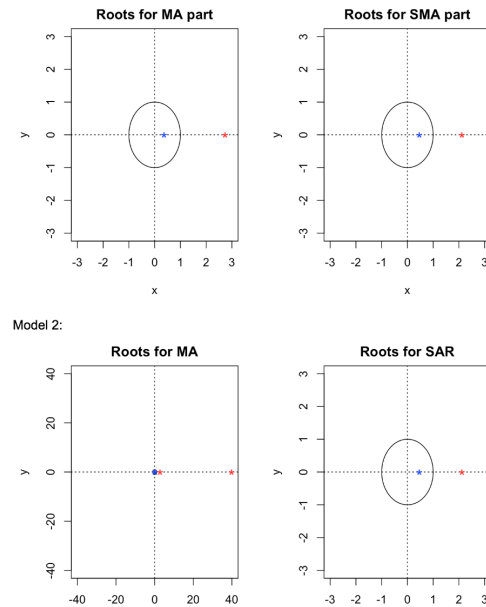 Roots for MA part
3
2
1
0
-1
-2
-3
y
-3 -2 -1 0 1 2 3
x
Roots for SMA part
3
2
1
0
-1
-2
-3
y
-3 -2 -1 0 1 2 3
x
Model 2:
Roots for MA
40
20
0
-20
-40
y
-40 -20 0 20 40
Roots for SAR
3
2
1
0
-1
-2
-3
y
-3 -2 -1 0 1 2 3